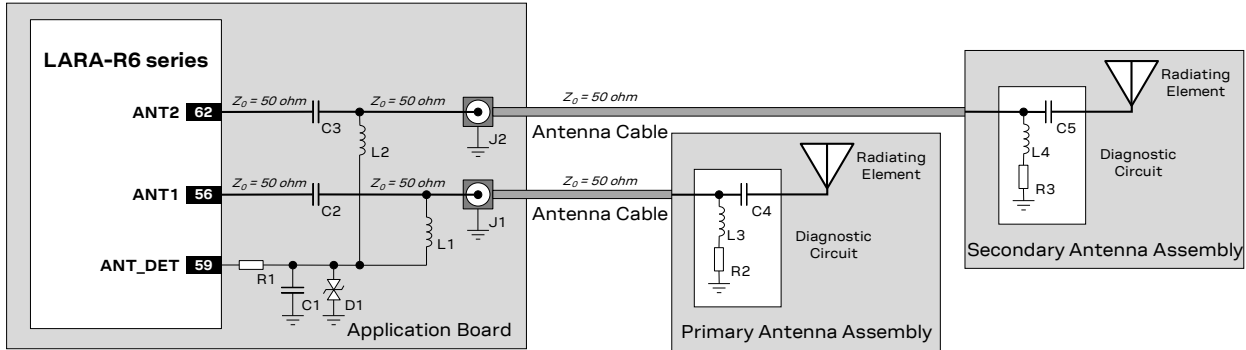 LARA-R6 series
ANT2 62
Z₀ = 50 ohm
C3
Z₀ = 50 ohm
J2
L2
Z₀ = 50 ohm
Antenna Cable
ANT1 56
Z₀ = 50 ohm
C2
Z₀ = 50 ohm
J1
L1
Z₀ = 50 ohm
Antenna Cable
ANT_DET 59
R1
C1
D1
Application Board
Radiating
Element
C4
L3
R2
Diagnostic
Circuit
Primary Antenna Assembly
Radiating
Element
C5
L4
R3
Diagnostic
Circuit
Secondary Antenna Assembly